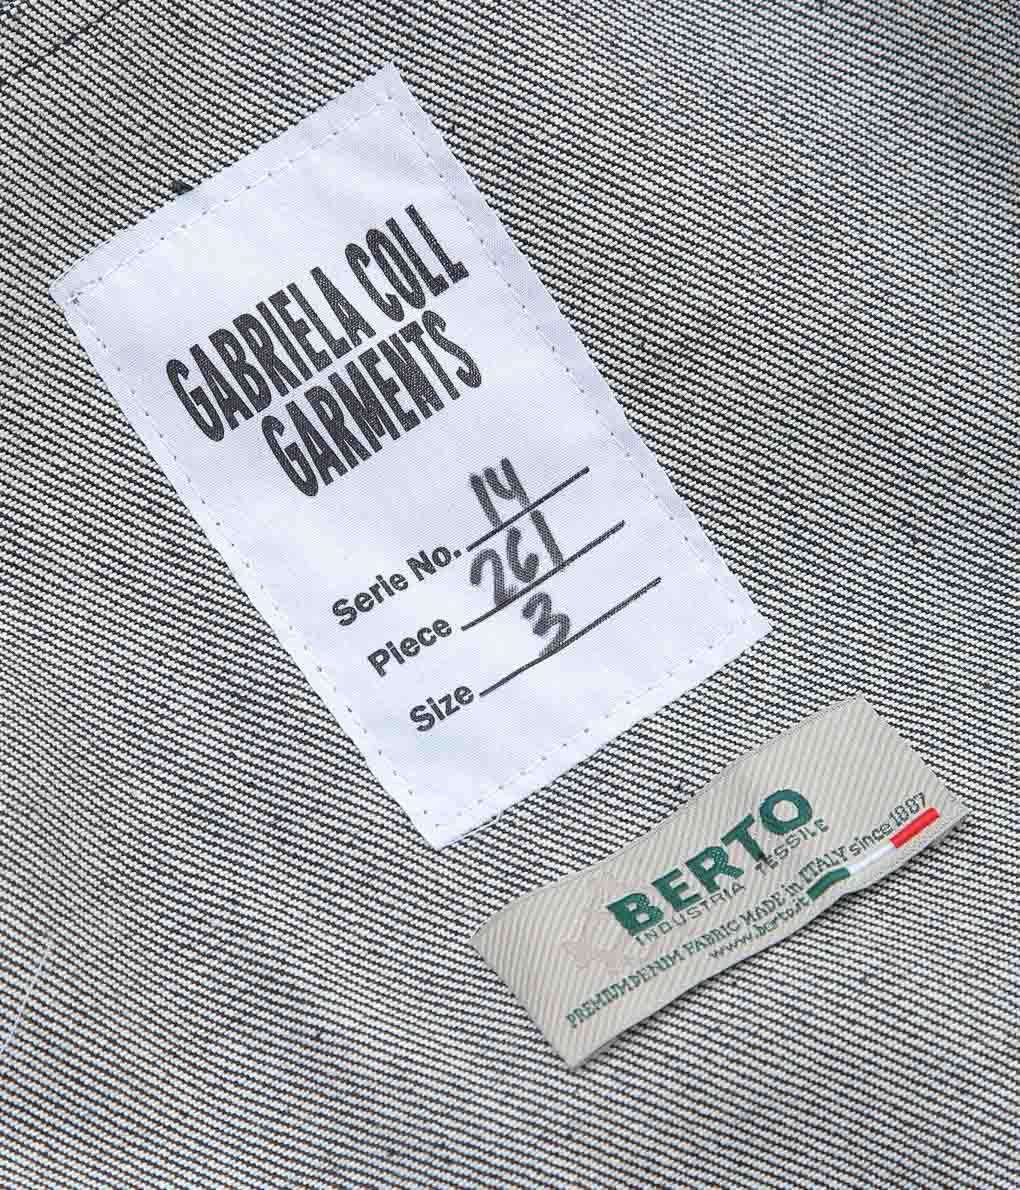 GABRIELA COLL
GARMENTS
Serie No. 14
Piece 261
Size 3
BERTO
INDUSTRIA TESSILE
PREMIUM DENIM FABRIC MADE in ITALY since 1887
www.berto.it